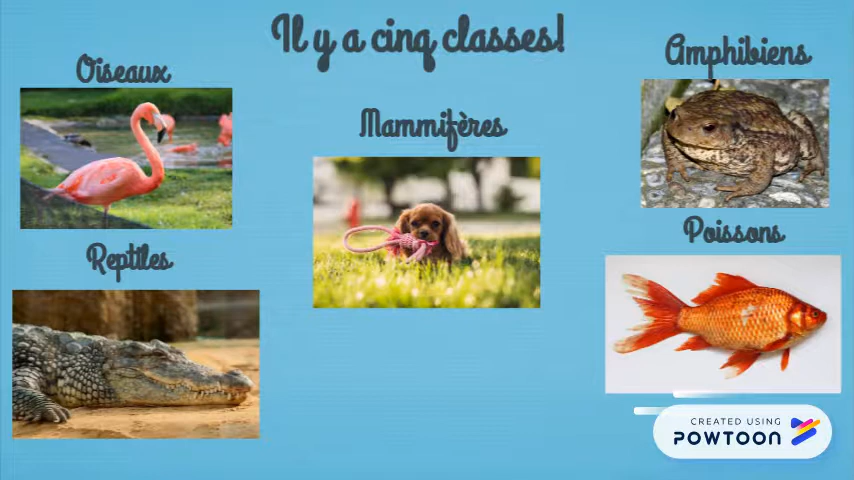 Il y a cinq classes!
Oiseaux
Mammifères
Amphibiens
Reptiles
Poissons
CREATED USING
POWTOON